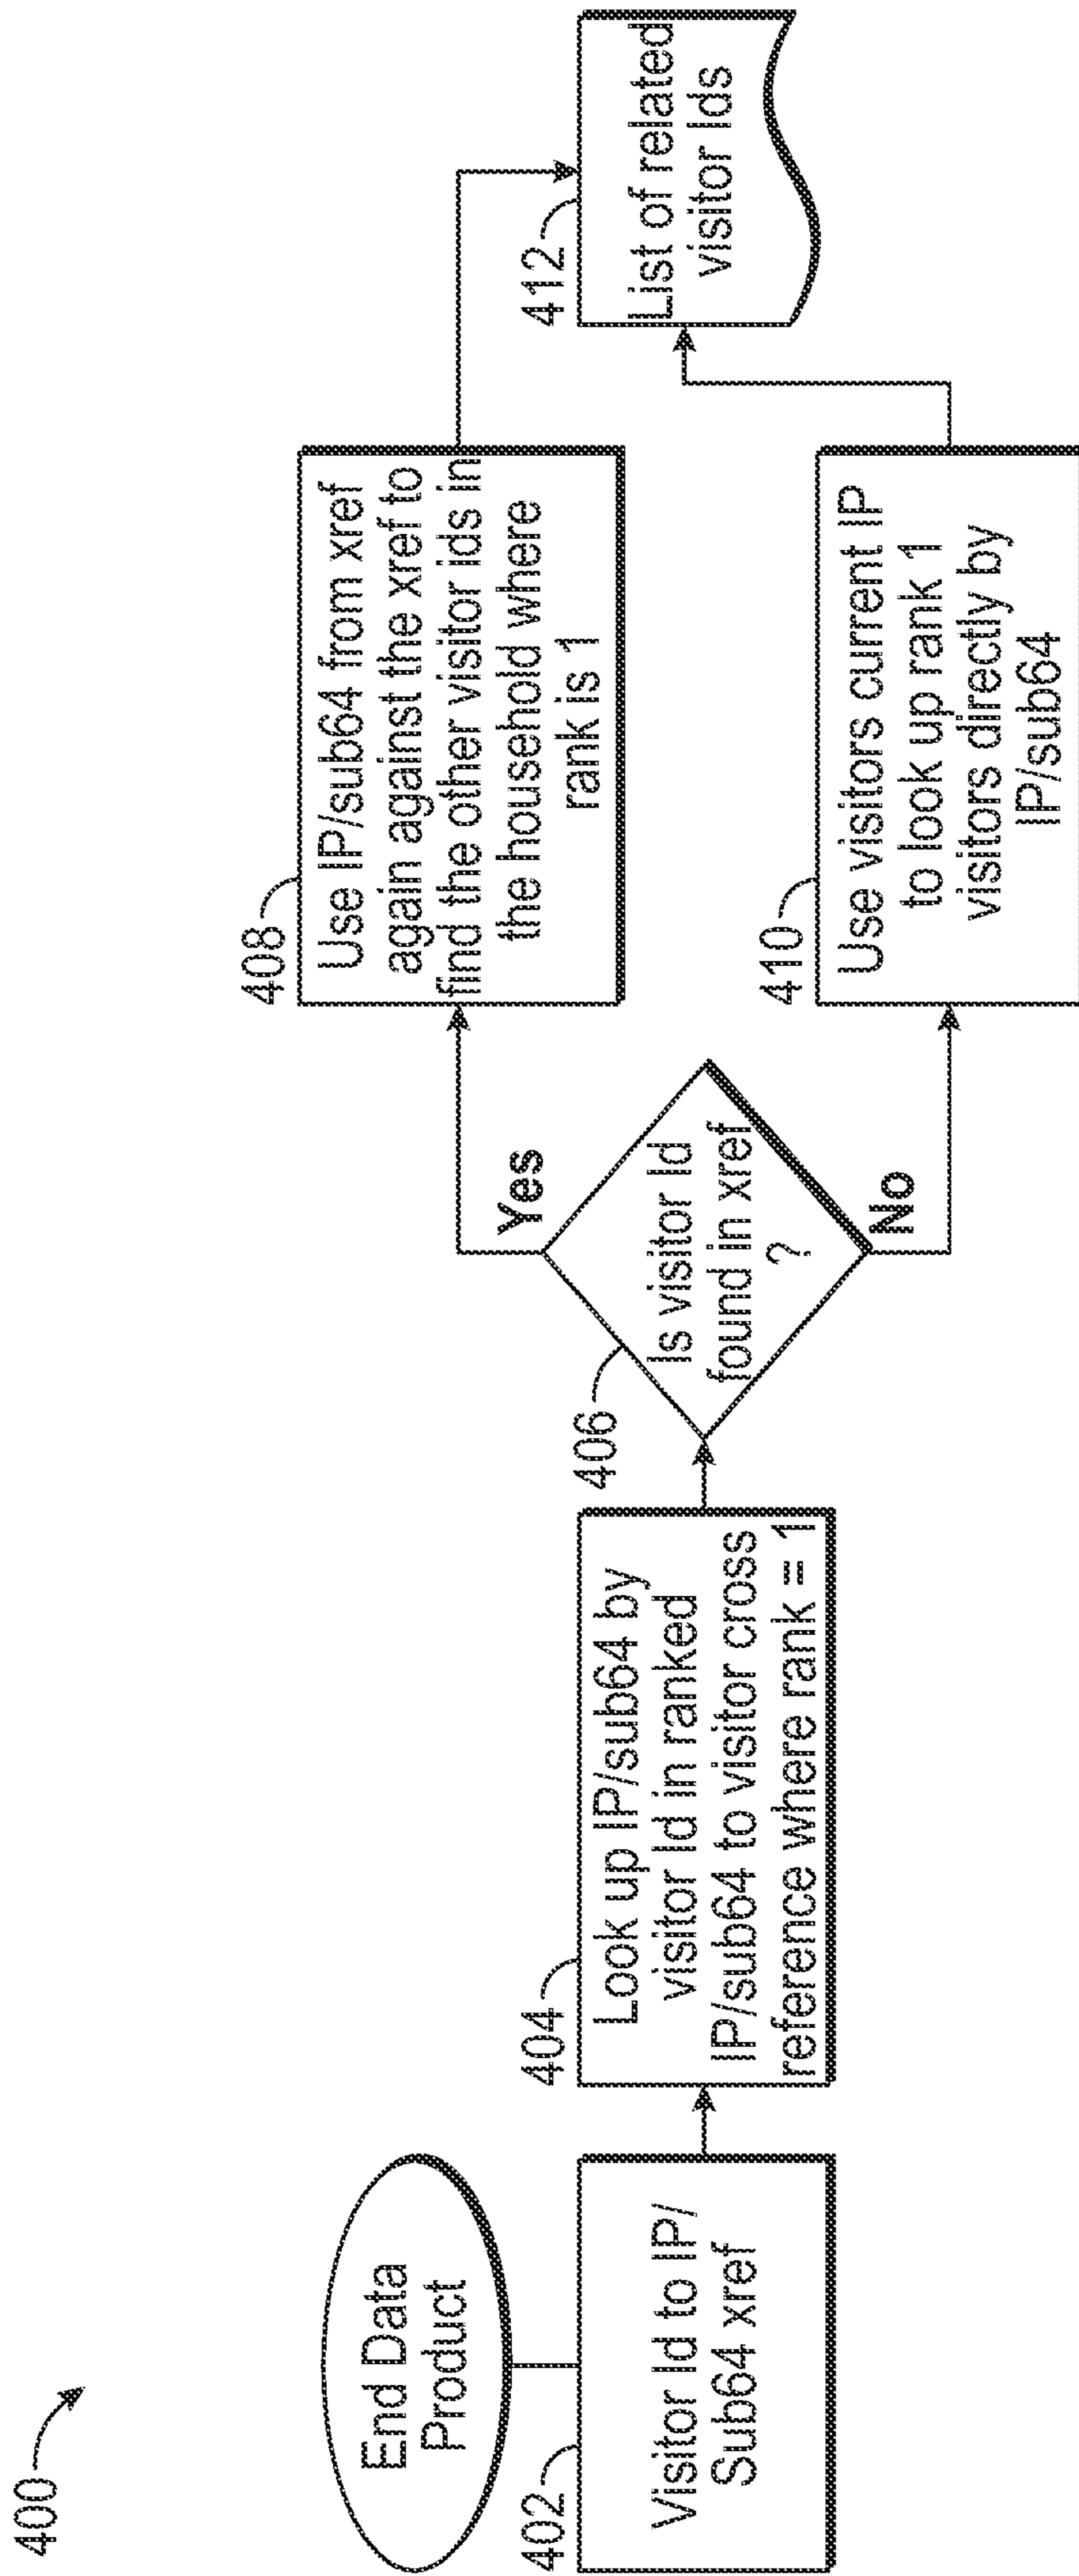 400
End Data
Product
402
Visitor Id to IP/
Sub64 xref
404
Look up IP/sub64 by
visitor Id in ranked
IP/sub64 to visitor cross
reference where rank = 1
406
Is visitor Id
found in xref
?
Yes
No
408
Use IP/sub64 from xref
again against the xref to
find the other visitor ids in
the household where
rank is 1
410
Use visitors current IP
to look up rank 1
visitors directly by
IP/sub64
412
List of related
visitor Ids